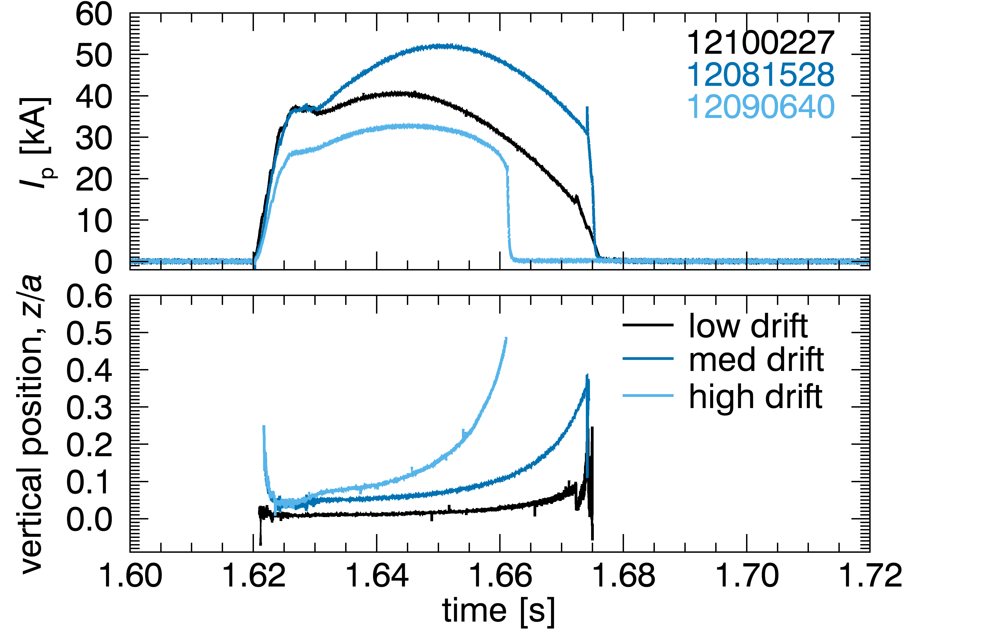 60
50
40
30
20
10
0
Ip [kA]
12100227
12081528
12090640
0.6
0.5
0.4
0.3
0.2
0.1
0.0
vertical position, z/a
low drift
med drift
high drift
1.60 1.62 1.64 1.66 1.68 1.70 1.72
time [s]